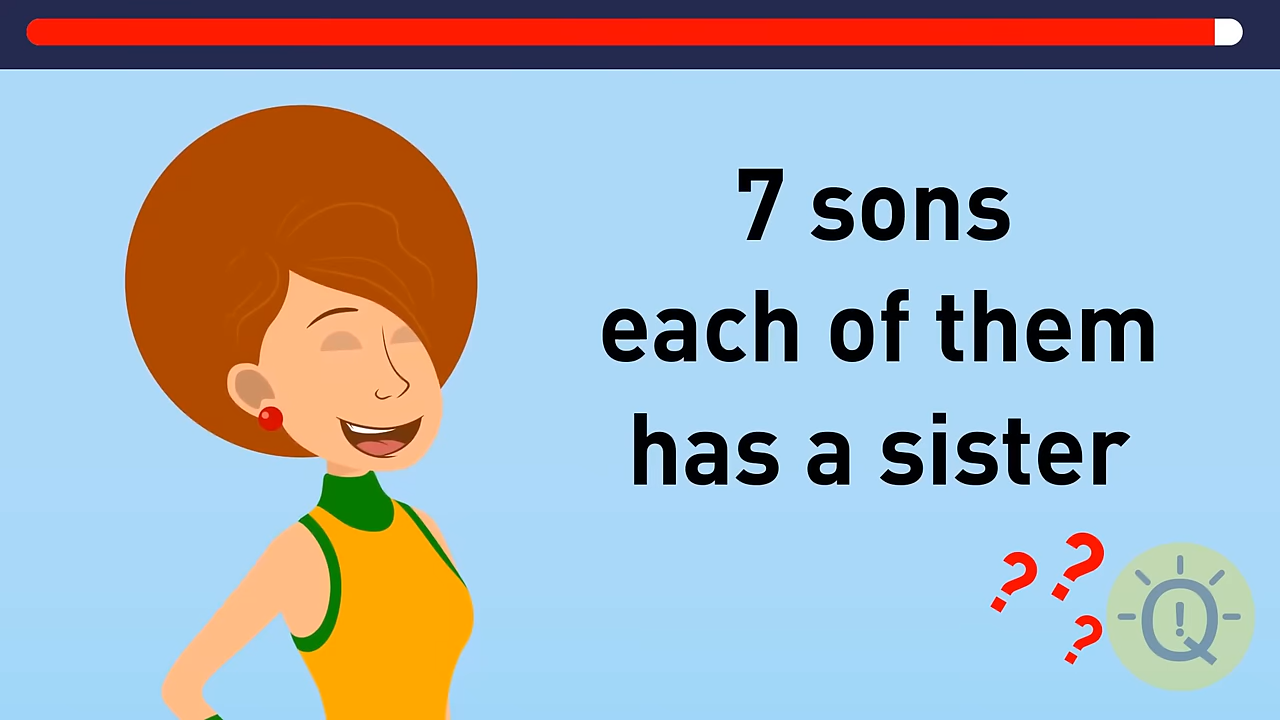 7 sons
each of them
has a sister
? ?
?
Q!